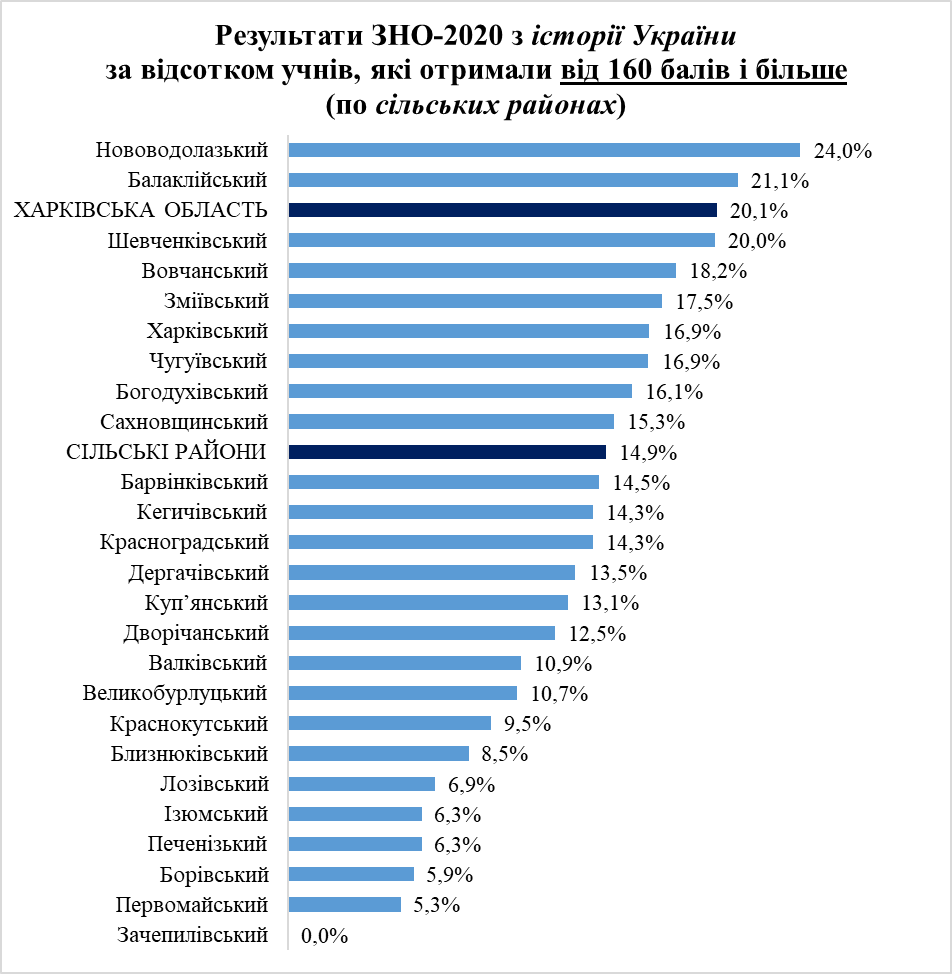 Результати ЗНО-2020 з історії України
за відсотком учнів, які отримали від 160 балів і більше
(по сільських районах)
Нововодолазький 24,0%
Балаклійський 21,1%
ХАРКІВСЬКА ОБЛАСТЬ 20,1%
Шевченківський 20,0%
Вовчанський 18,2%
Зміївський 17,5%
Харківський 16,9%
Чугуївський 16,9%
Богодухівський 16,1%
Сахновщинський 15,3%
СІЛЬСЬКІ РАЙОНИ 14,9%
Барвінківський 14,5%
Кегичівський 14,3%
Красноградський 14,3%
Дергачівський 13,5%
Куп’янський 13,1%
Дворічанський 12,5%
Валківський 10,9%
Великобурлуцький 10,7%
Краснокутський 9,5%
Близнюківський 8,5%
Лозівський 6,9%
Ізюмський 6,3%
Печенізький 6,3%
Борівський 5,9%
Первомайський 5,3%
Зачепилівський 0,0%